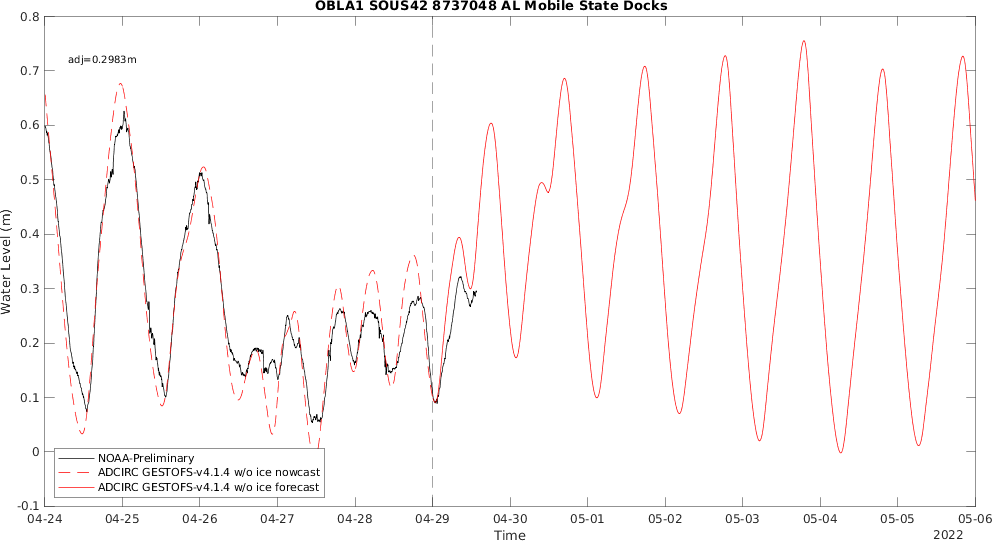 OBLA1 SOUS42 8737048 AL Mobile State Docks
0.8
adj=0.2983m
0.7
0.6
0.5
0.4
0.3
0.2
0.1
0
-0.1
Water Level (m)
NOAA-Preliminary
ADCIRC GESTOFS-v4.1.4 w/o ice nowcast
ADCIRC GESTOFS-v4.1.4 w/o ice forecast
04-24 04-25 04-26 04-27 04-28 04-29 04-30 05-01 05-02 05-03 05-04 05-05 05-06
Time
2022